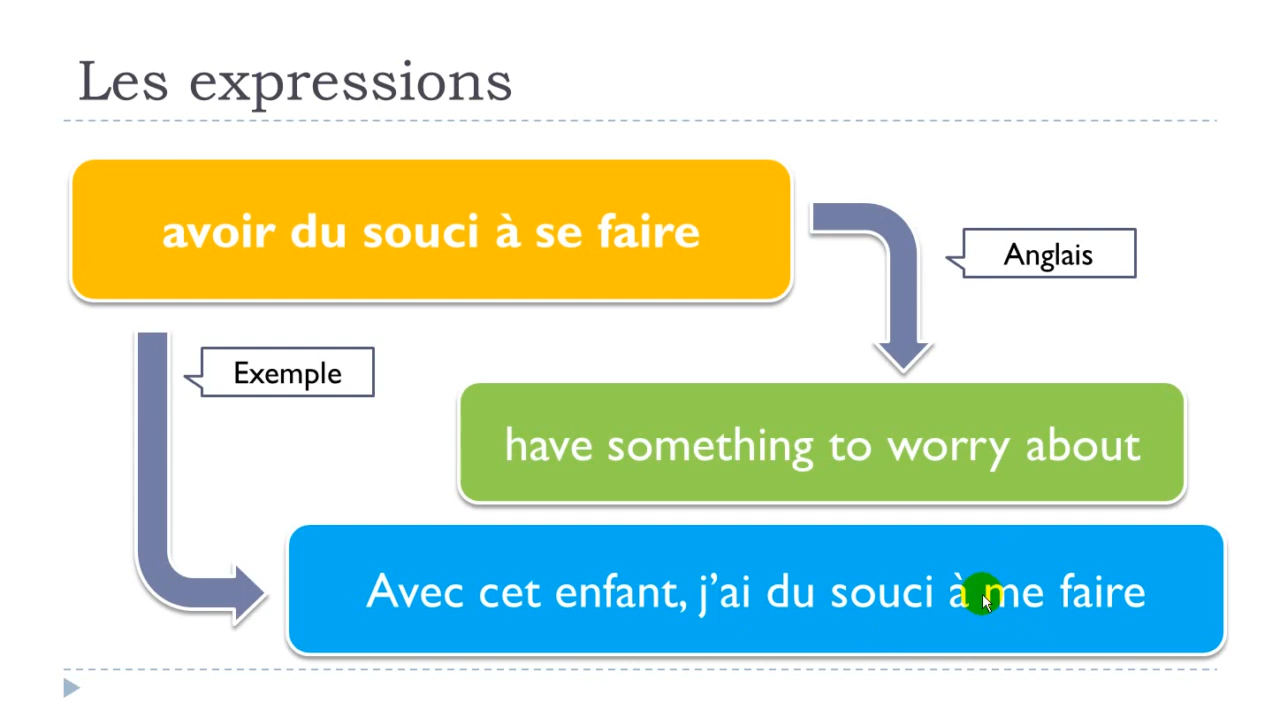 Les expressions
avoir du souci à se faire
Anglais
Exemple
have something to worry about
Avec cet enfant, j’ai du souci à me faire